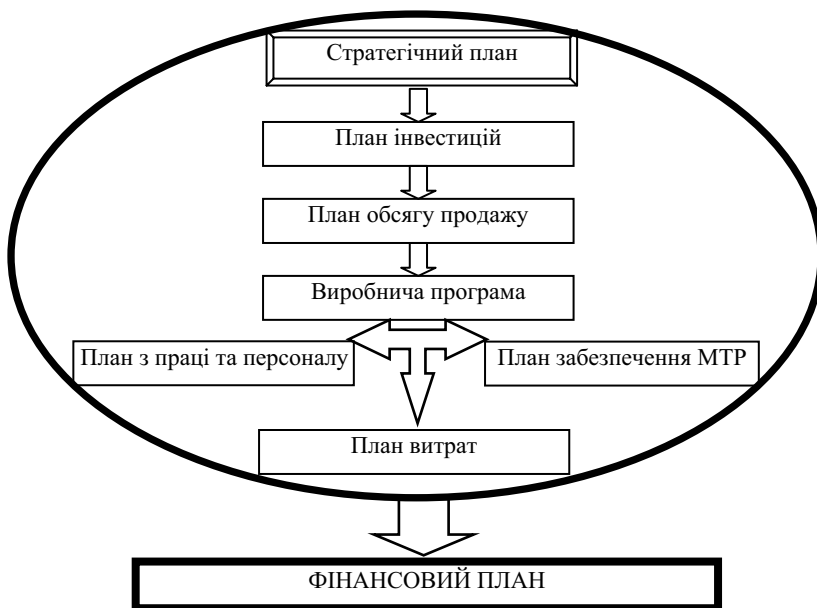 Стратегічний план
План інвестицій
План обсягу продажу
Виробнича програма
План з праці та персоналу
План забезпечення МТР
План витрат
ФІНАНСОВИЙ ПЛАН